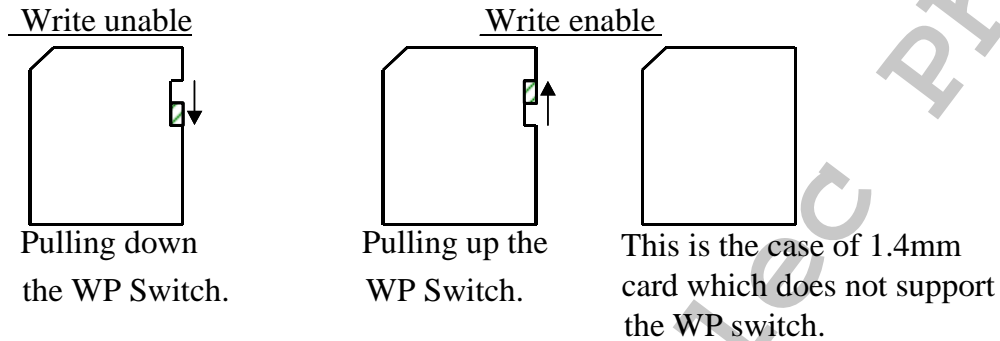 Write unable
Write enable
Pulling down
the WP Switch.
Pulling up the
WP Switch.
This is the case of 1.4mm
card which does not support
the WP switch.
lec